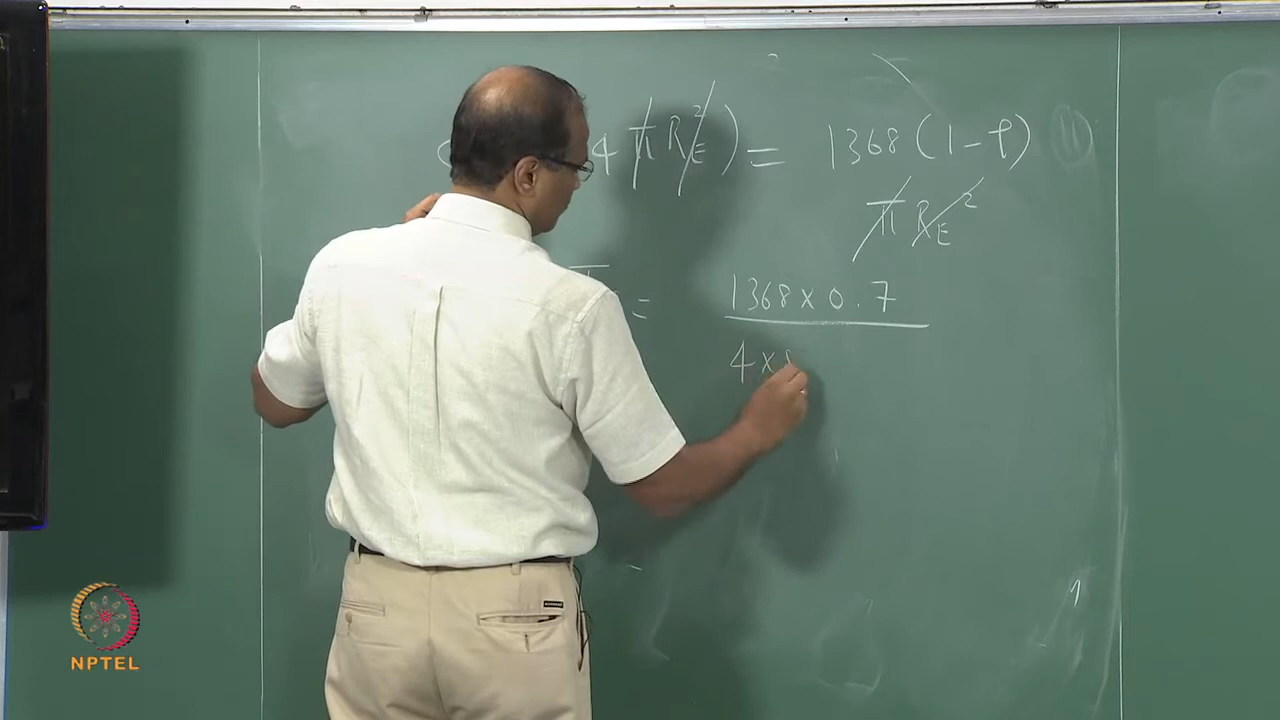 4πR_E²) = 1368(1-ρ) (11)
πR_E²
= 1368 x 0.7
4 x
NPTEL